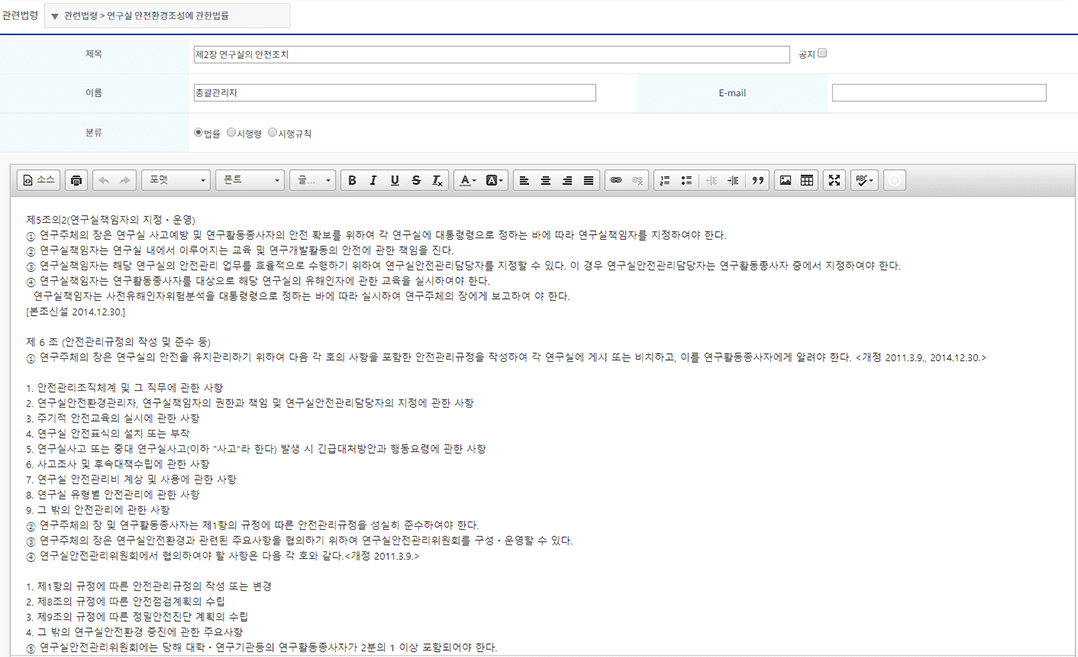 관련법령 ▼ 관련법령 > 연구실 안전환경조성에 관한법률
제목 제2장 연구실의 안전조치 공지
이름 총괄관리자 E-mail
분류 법률 시행령 시행규칙
소스 포맷 폰트 글... B I U S Tx A A ABC
제5조의2(연구실책임자의 지정ㆍ운영)
① 연구주체의 장은 연구실 사고예방 및 연구활동종사자의 안전 확보를 위하여 각 연구실에 대통령령으로 정하는 바에 따라 연구실책임자를 지정하여야 한다.
② 연구실책임자는 연구실 내에서 이루어지는 교육 및 연구개발활동의 안전에 관한 책임을 진다.
③ 연구실책임자는 해당 연구실의 안전관리 업무를 효율적으로 수행하기 위하여 연구실안전관리담당자를 지정할 수 있다. 이 경우 연구실안전관리담당자는 연구활동종사자 중에서 지정하여야 한다.
④ 연구실책임자는 연구활동종사자를 대상으로 해당 연구실의 유해인자에 관한 교육을 실시하여야 한다.
연구실책임자는 사전유해인자위험분석을 대통령령으로 정하는 바에 따라 실시하여 연구주체의 장에게 보고하여 야 한다.
[본조신설 2014.12.30.]
제 6 조 (안전관리규정의 작성 및 준수 등)
① 연구주체의 장은 연구실의 안전을 유지관리하기 위하여 다음 각 호의 사항을 포함한 안전관리규정을 작성하여 각 연구실에 게시 또는 비치하고, 이를 연구활동종사자에게 알려야 한다. <개정 2011.3.9., 2014.12.30.>
1. 안전관리조직체계 및 그 직무에 관한 사항
2. 연구실안전환경관리자, 연구실책임자의 권한과 책임 및 연구실안전관리담당자의 지정에 관한 사항
3. 주기적 안전교육의 실시에 관한 사항
4. 연구실 안전표식의 설치 또는 부착
5. 연구실사고 또는 중대 연구실사고(이하 "사고"라 한다) 발생 시 긴급대처방안과 행동요령에 관한 사항
6. 사고조사 및 후속대책수립에 관한 사항
7. 연구실 안전관리비 계상 및 사용에 관한 사항
8. 연구실 유형별 안전관리에 관한 사항
9. 그 밖의 안전관리에 관한 사항
② 연구주체의 장 및 연구활동종사자는 제1항의 규정에 따른 안전관리규정을 성실히 준수하여야 한다.
③ 연구주체의 장은 연구실안전환경과 관련된 주요사항을 협의하기 위하여 연구실안전관리위원회를 구성ㆍ운영할 수 있다.
④ 연구실안전관리위원회에서 협의하여야 할 사항은 다음 각 호와 같다.<개정 2011.3.9.>
1. 제1항의 규정에 따른 안전관리규정의 작성 또는 변경
2. 제8조의 규정에 따른 안전점검계획의 수립
3. 제9조의 규정에 따른 정밀안전진단 계획의 수립
4. 그 밖의 연구실안전환경 증진에 관한 주요사항
⑤ 연구실안전관리위원회에는 당해 대학ㆍ연구기관등의 연구활동종사자가 2분의 1 이상 포함되어야 한다.